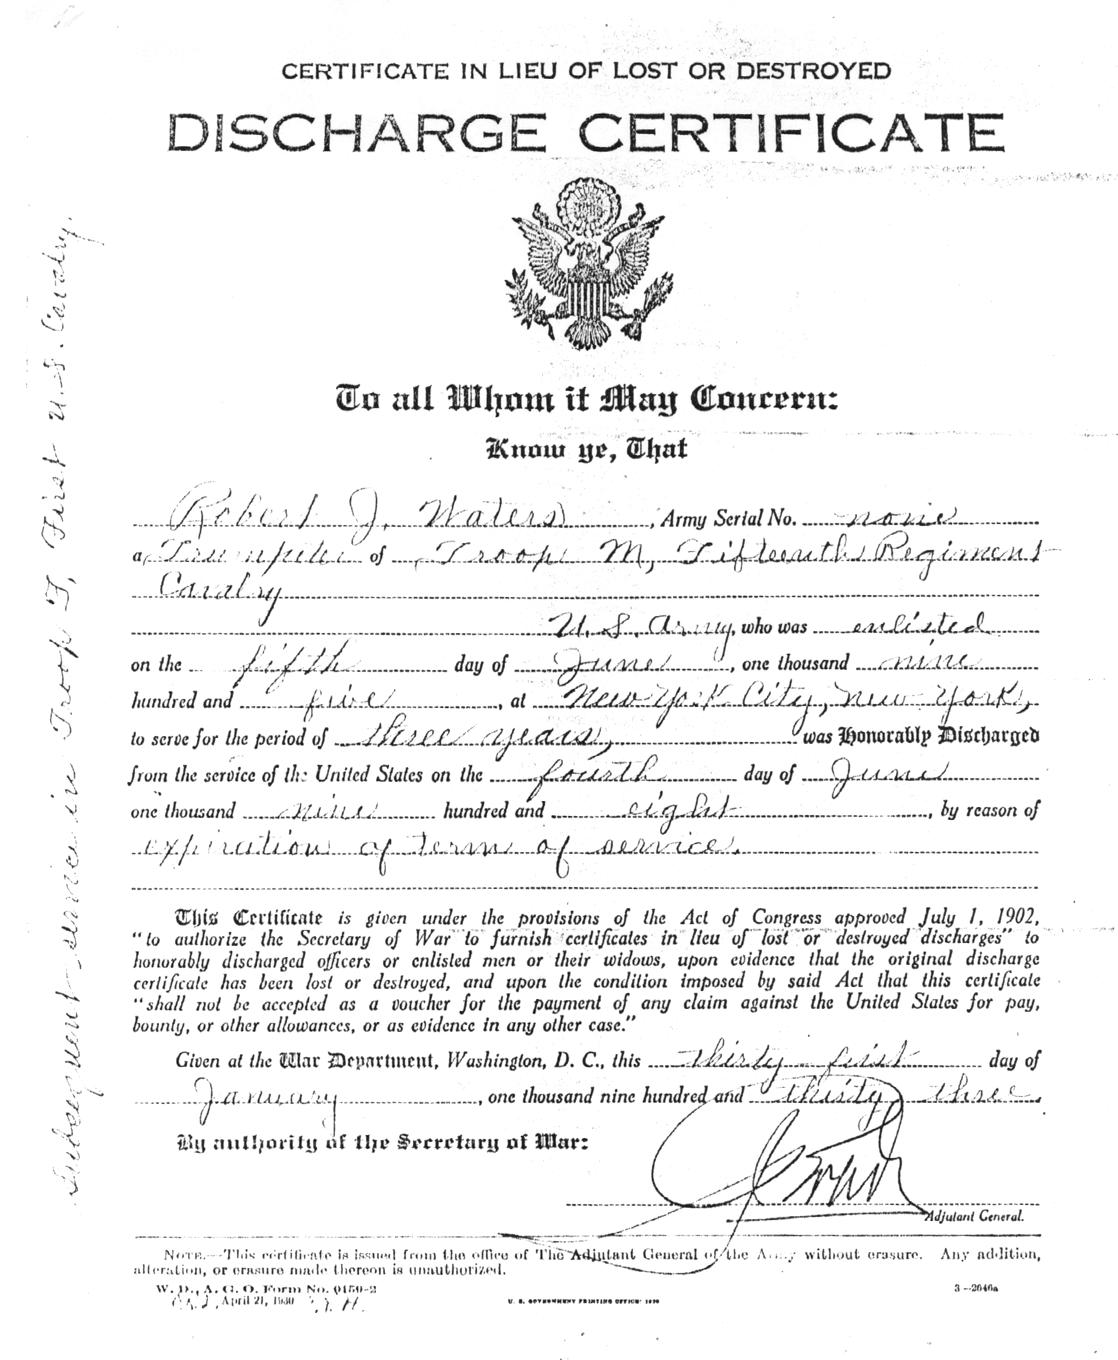 CERTIFICATE IN LIEU OF LOST OR DESTROYED
DISCHARGE CERTIFICATE
To all Whom it May Concern:
Know ye, That
Robert J. Waters, Army Serial No. none
a Trumpeter of Troop M, Fifteenth Regiment
Cavalry
U. S. Army, who was enlisted
on the fifth day of June, one thousand nine
hundred and five, at New York City, New York,
to serve for the period of three years, was Honorably Discharged
from the service of the United States on the fourth day of June
one thousand nine hundred and eight, by reason of
expiration of term of service.
This Certificate is given under the provisions of the Act of Congress approved July 1, 1902,
"to authorize the Secretary of War to furnish certificates in lieu of lost or destroyed discharges" to
honorably discharged officers or enlisted men or their widows, upon evidence that the original discharge
certificate has been lost or destroyed, and upon the condition imposed by said Act that this certificate
"shall not be accepted as a voucher for the payment of any claim against the United States for pay,
bounty, or other allowances, or as evidence in any other case."
Given at the War Department, Washington, D. C., this thirty first day of
January, one thousand nine hundred and thirty three.
By authority of the Secretary of War:
Adjutant General.
NOTE.—This certificate is issued from the office of The Adjutant General of the Army without erasure. Any addition,
alteration, or erasure made thereon is unauthorized.
W. D., A. G. O. Form No. 0150-2
April 21, 1930
U. S. GOVERNMENT PRINTING OFFICE: 1930
3-2046a
Subsequent service in Troop F, First U.S. Cavalry.